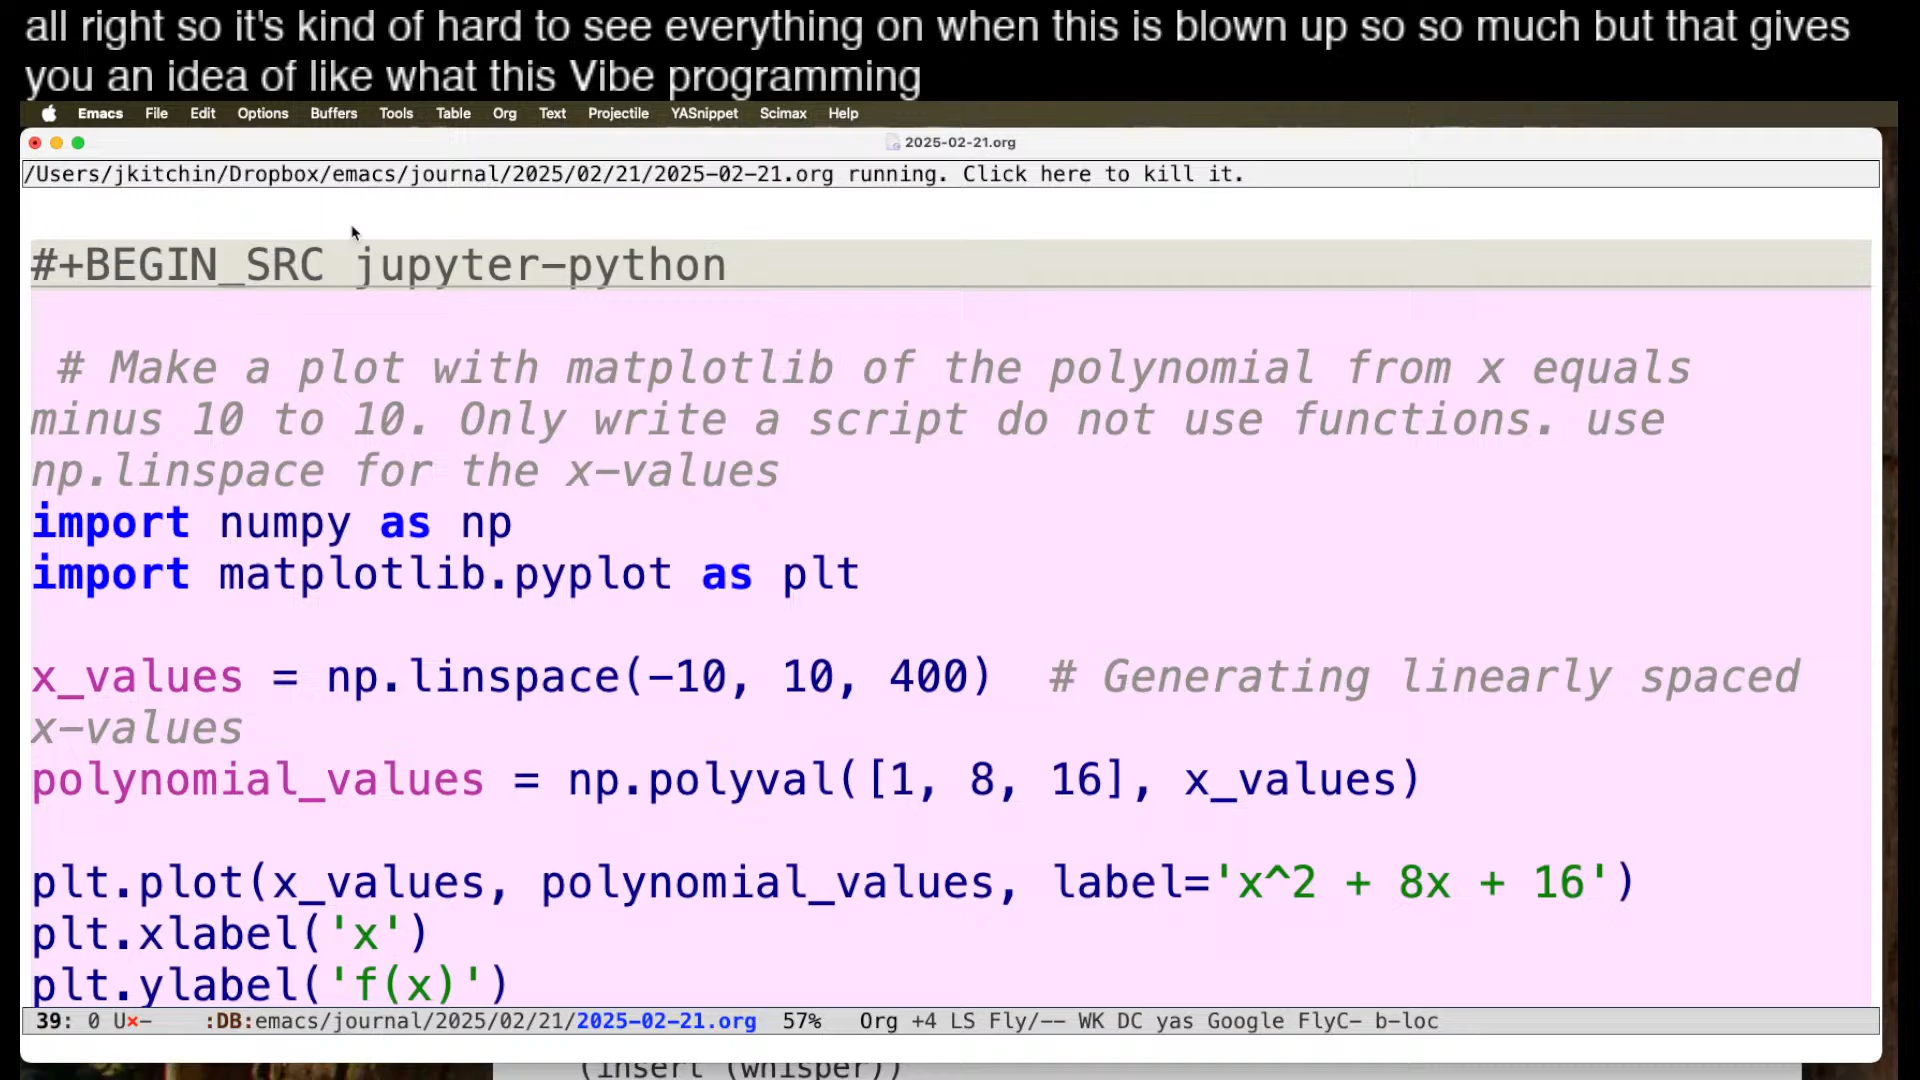 all right so it's kind of hard to see everything on when this is blown up so so much but that gives
you an idea of like what this Vibe programming
Emacs File Edit Options Buffers Tools Table Org Text Projectile YASnippet Scimax Help
2025-02-21.org
/Users/jkitchin/Dropbox/emacs/journal/2025/02/21/2025-02-21.org running. Click here to kill it.
#+BEGIN_SRC jupyter-python
# Make a plot with matplotlib of the polynomial from x equals
minus 10 to 10. Only write a script do not use functions. use
np.linspace for the x-values
import numpy as np
import matplotlib.pyplot as plt
x_values = np.linspace(-10, 10, 400)  # Generating linearly spaced
x-values
polynomial_values = np.polyval([1, 8, 16], x_values)
plt.plot(x_values, polynomial_values, label='x^2 + 8x + 16')
plt.xlabel('x')
plt.ylabel('f(x)')
39: 0 U×- :DB:emacs/journal/2025/02/21/2025-02-21.org 57% Org +4 LS Fly/-- WK DC yas Google FlyC- b-loc
(insert (whisper))